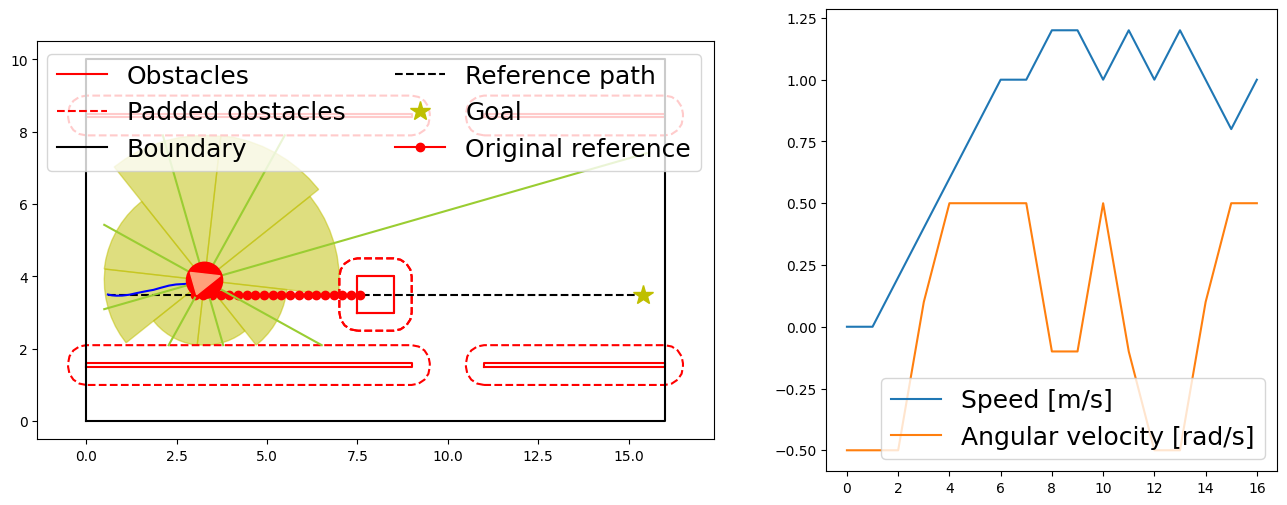 10
8
6
4
2
0
0.0 2.5 5.0 7.5 10.0 12.5 15.0
Obstacles
Padded obstacles
Boundary
Reference path
Goal
Original reference
1.25
1.00
0.75
0.50
0.25
0.00
-0.25
-0.50
0 2 4 6 8 10 12 14 16
Speed [m/s]
Angular velocity [rad/s]